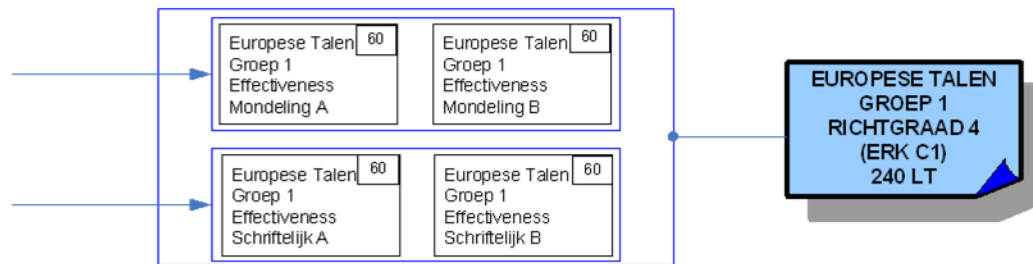 Europese Talen 60
Groep 1
Effectiveness
Mondeling A
Europese Talen 60
Groep 1
Effectiveness
Mondeling B
Europese Talen 60
Groep 1
Effectiveness
Schriftelijk A
Europese Talen 60
Groep 1
Effectiveness
Schriftelijk B
EUROPESE TALEN
GROEP 1
RICHTGRAAD 4
(ERK C1)
240 LT